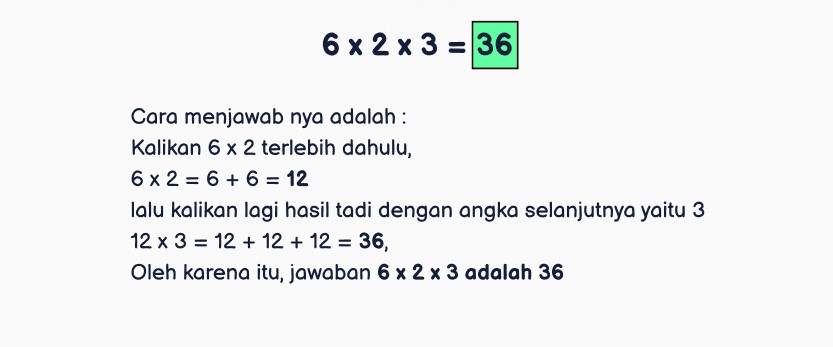 6 x 2 x 3 = 36
Cara menjawab nya adalah :
Kalikan 6 x 2 terlebih dahulu,
6 x 2 = 6 + 6 = 12
lalu kalikan lagi hasil tadi dengan angka selanjutnya yaitu 3
12 x 3 = 12 + 12 + 12 = 36,
Oleh karena itu, jawaban 6 x 2 x 3 adalah 36